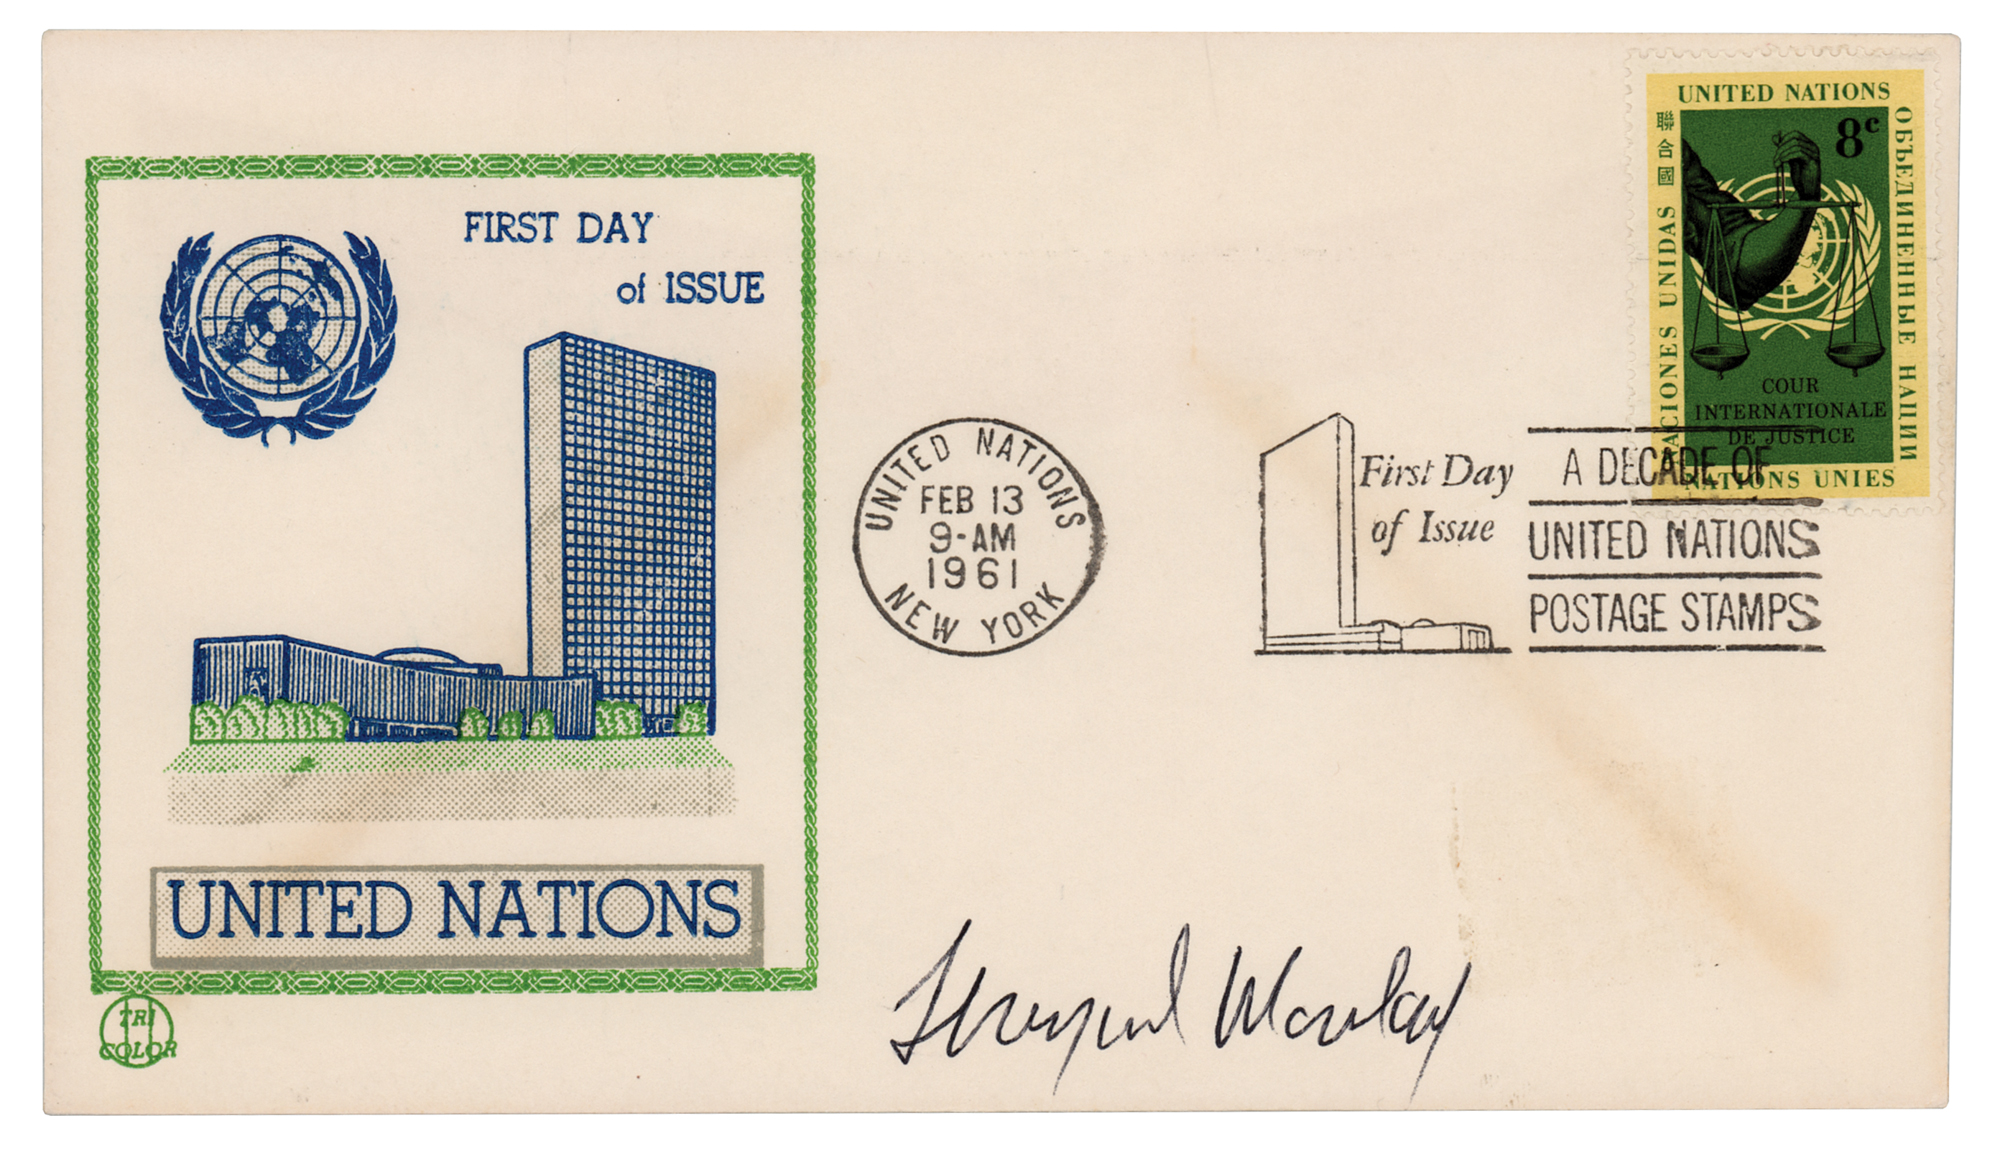 FIRST DAY
of ISSUE
UNITED NATIONS
TRI
COLOR
UNITED NATIONS
FEB 13
9-AM
1961
NEW YORK
First Day
of Issue
A DECADE OF
UNITED NATIONS
POSTAGE STAMPS
UNITED NATIONS
聯合國
NACIONES UNIDAS
ОБЪЕДИНЕННЫЕ НАЦИИ
8c
COUR
INTERNATIONALE
DE JUSTICE
NATIONS UNIES
Thurgood Marshall